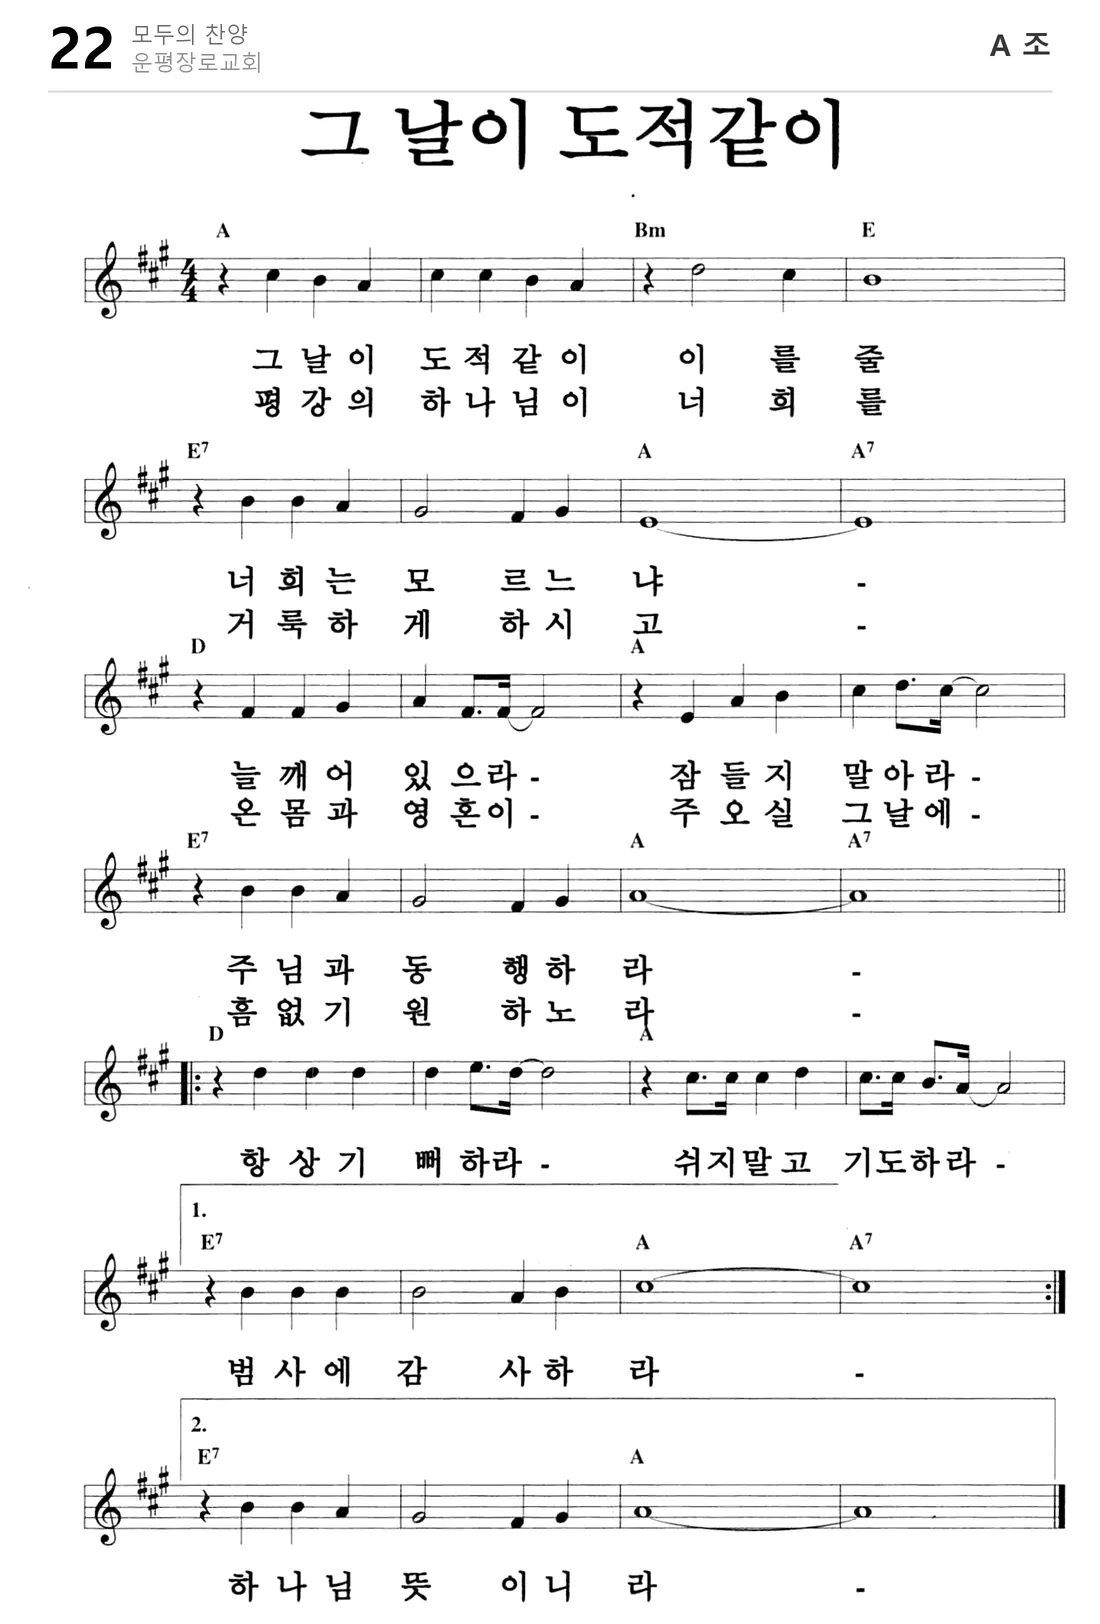 22 모두의 찬양
운평장로교회
A 조
그 날이 도적같이
A Bm E
그 날 이 도 적 같 이 이 를 줄
평 강 의 하 나 님 이 너 희 를
E7 A A7
너 희 는 모 르 느 냐 -
거 룩 하 게 하 시 고 -
D A
늘 깨 어 있 으 라 - 잠 들 지 말 아 라 -
온 몸 과 영 혼 이 - 주 오 실 그 날 에 -
E7 A A7
주 님 과 동 행 하 라 -
흠 없 기 원 하 노 라 -
D A
항 상 기 뻐 하 라 - 쉬 지 말 고 기 도 하 라 -
1.
E7 A A7
범 사 에 감 사 하 라 -
2.
E7 A
하 나 님 뜻 이 니 라 -